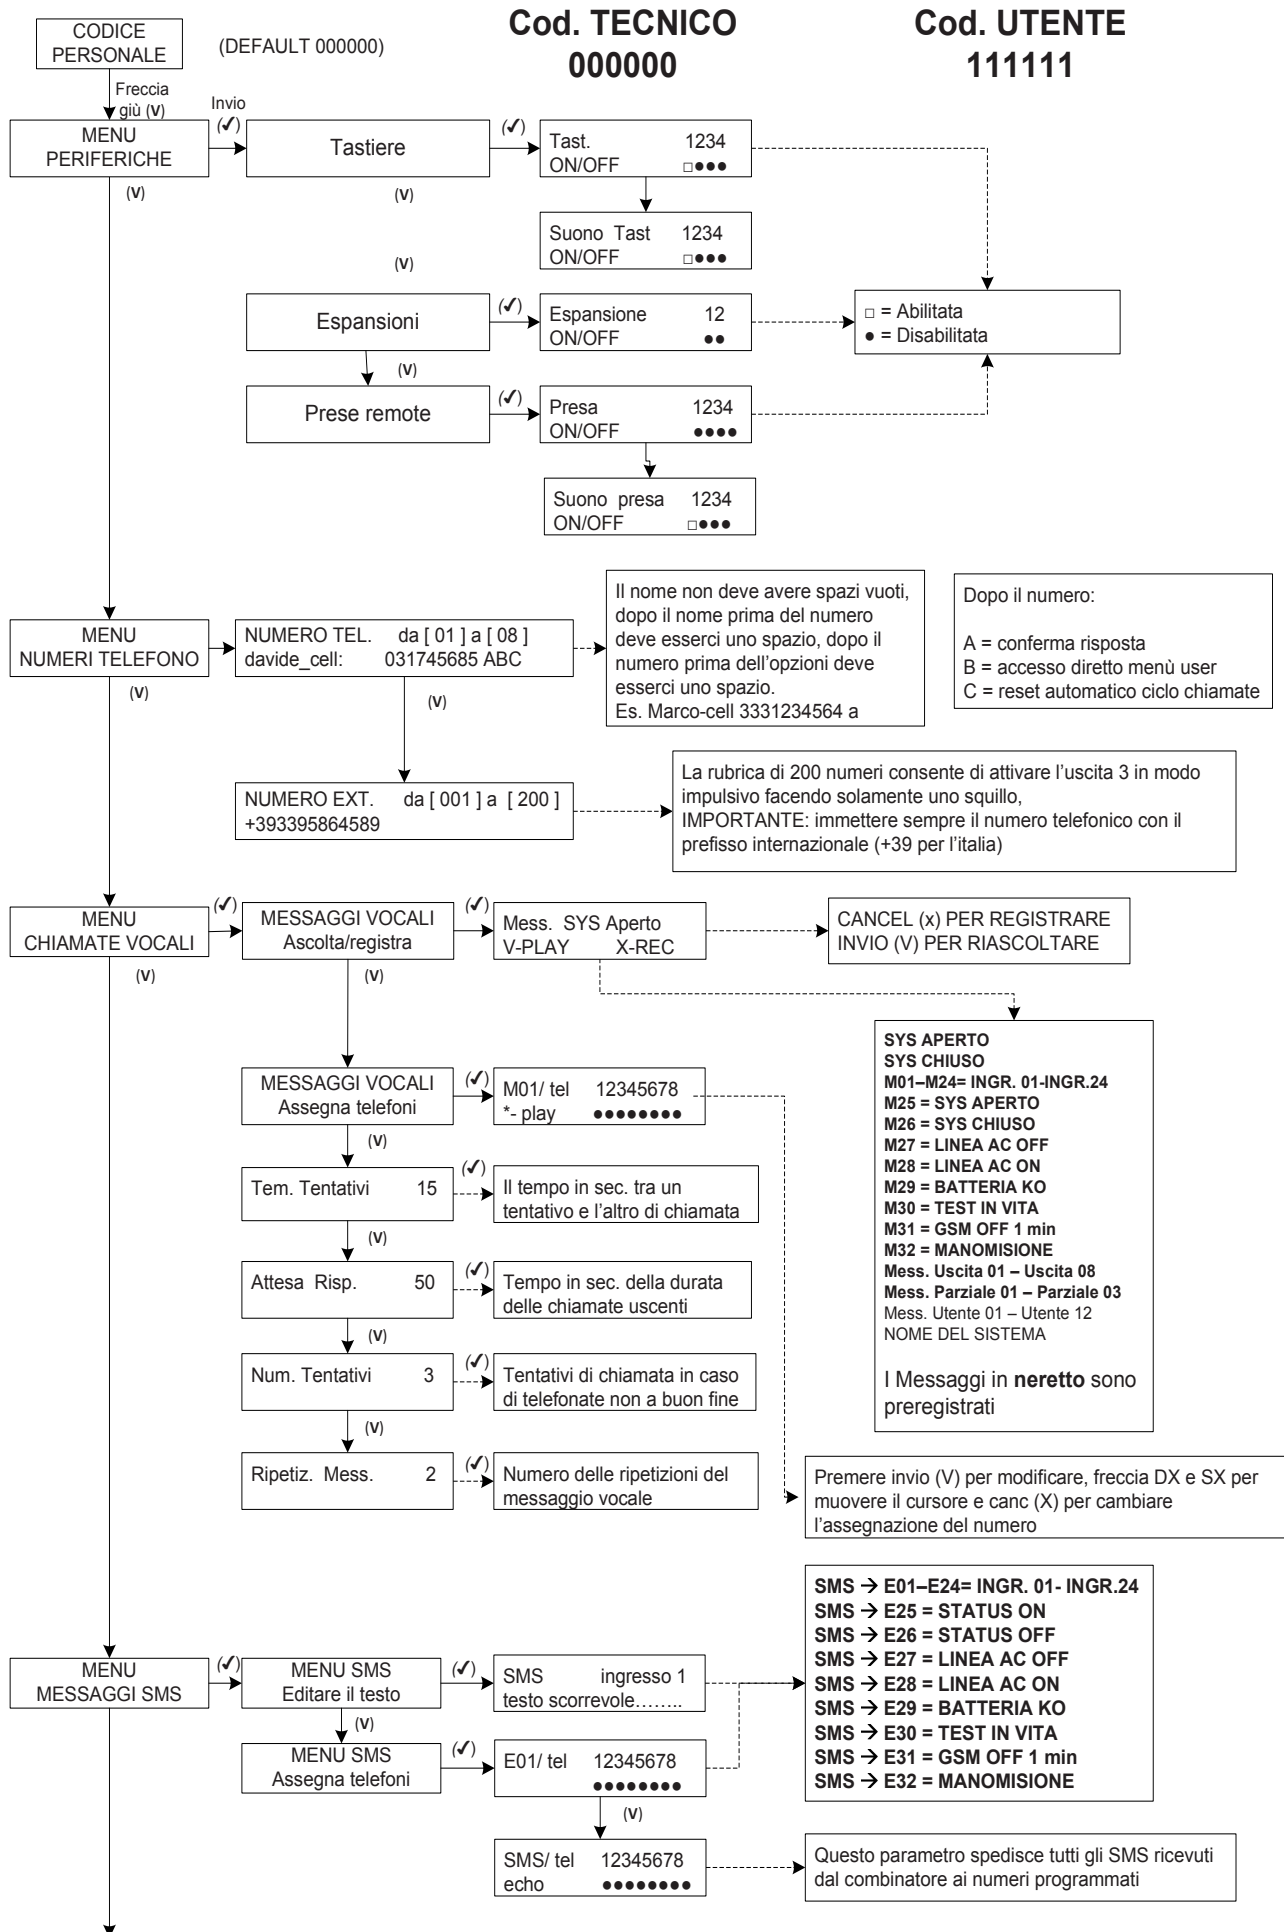 Cod. TECNICO
000000
Cod. UTENTE
111111
CODICE
PERSONALE
(DEFAULT 000000)
Freccia
giù (V)
Invio
(✓)
(✓)
MENU
PERIFERICHE
Tastiere
Tast. 1234
ON/OFF □●●●
(V)
(V)
Suono Tast 1234
ON/OFF □●●●
(V)
Espansioni
(✓)
Espansione 12
ON/OFF ●●
□ = Abilitata
● = Disabilitata
(V)
Prese remote
(✓)
Presa 1234
ON/OFF ●●●●
Suono presa 1234
ON/OFF □●●●
MENU
NUMERI TELEFONO
(V)
NUMERO TEL. da [ 01 ] a [ 08 ]
davide_cell: 031745685 ABC
(V)
Il nome non deve avere spazi vuoti,
dopo il nome prima del numero
deve esserci uno spazio, dopo il
numero prima dell'opzioni deve
esserci uno spazio.
Es. Marco-cell 3331234564 a
Dopo il numero:
A = conferma risposta
B = accesso diretto menù user
C = reset automatico ciclo chiamate
NUMERO EXT. da [ 001 ] a [ 200 ]
+393395864589
La rubrica di 200 numeri consente di attivare l'uscita 3 in modo
impulsivo facendo solamente uno squillo,
IMPORTANTE: immettere sempre il numero telefonico con il
prefisso internazionale (+39 per l'italia)
MENU
CHIAMATE VOCALI
(✓)
(V)
MESSAGGI VOCALI
Ascolta/registra
(✓)
(V)
Mess. SYS Aperto
V-PLAY X-REC
CANCEL (x) PER REGISTRARE
INVIO (V) PER RIASCOLTARE
SYS APERTO
SYS CHIUSO
M01–M24= INGR. 01-INGR.24
M25 = SYS APERTO
M26 = SYS CHIUSO
M27 = LINEA AC OFF
M28 = LINEA AC ON
M29 = BATTERIA KO
M30 = TEST IN VITA
M31 = GSM OFF 1 min
M32 = MANOMISIONE
Mess. Uscita 01 – Uscita 08
Mess. Parziale 01 – Parziale 03
Mess. Utente 01 – Utente 12
NOME DEL SISTEMA
I Messaggi in neretto sono
preregistrati
MESSAGGI VOCALI
Assegna telefoni
(✓)
(V)
M01/ tel 12345678
*- play ●●●●●●●●
Tem. Tentativi 15
(✓)
(V)
Il tempo in sec. tra un
tentativo e l'altro di chiamata
Attesa Risp. 50
(✓)
(V)
Tempo in sec. della durata
delle chiamate uscenti
Num. Tentativi 3
(✓)
(V)
Tentativi di chiamata in caso
di telefonate non a buon fine
Ripetiz. Mess. 2
(✓)
Numero delle ripetizioni del
messaggio vocale
Premere invio (V) per modificare, freccia DX e SX per
muovere il cursore e canc (X) per cambiare
l'assegnazione del numero
MENU
MESSAGGI SMS
(✓)
MENU SMS
Editare il testo
(✓)
(V)
SMS ingresso 1
testo scorrevole……..
SMS → E01–E24= INGR. 01- INGR.24
SMS → E25 = STATUS ON
SMS → E26 = STATUS OFF
SMS → E27 = LINEA AC OFF
SMS → E28 = LINEA AC ON
SMS → E29 = BATTERIA KO
SMS → E30 = TEST IN VITA
SMS → E31 = GSM OFF 1 min
SMS → E32 = MANOMISIONE
MENU SMS
Assegna telefoni
(✓)
E01/ tel 12345678
●●●●●●●●
(V)
SMS/ tel 12345678
echo ●●●●●●●●
Questo parametro spedisce tutti gli SMS ricevuti
dal combinatore ai numeri programmati